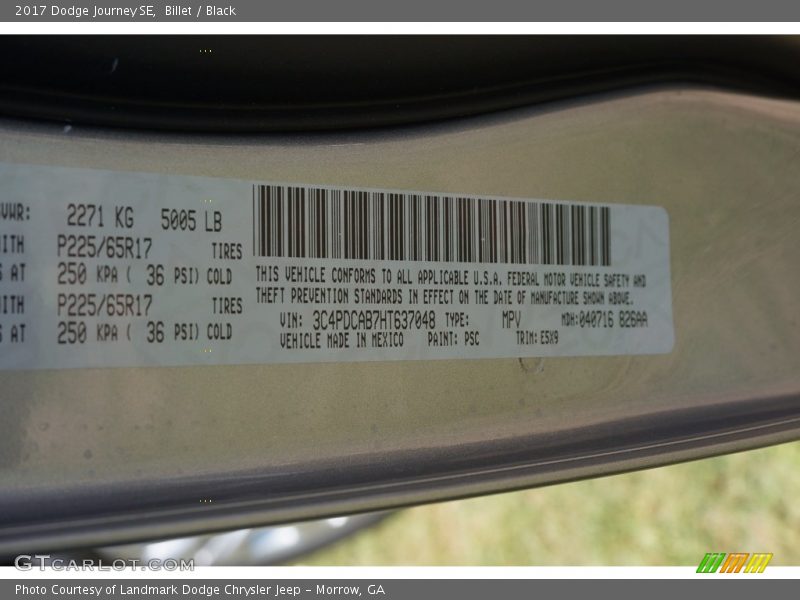 2017 Dodge Journey SE, Billet / Black
VWR: 2271 KG 5005 LB
ITH P225/65R17 TIRES
S AT 250 KPA ( 36 PSI) COLD
ITH P225/65R17 TIRES
S AT 250 KPA ( 36 PSI) COLD
THIS VEHICLE CONFORMS TO ALL APPLICABLE U.S.A. FEDERAL MOTOR VEHICLE SAFETY AND
THEFT PREVENTION STANDARDS IN EFFECT ON THE DATE OF MANUFACTURE SHOWN ABOVE.
VIN: 3C4PDCAB7HT637048 TYPE: MPV MDH:040716 826AA
VEHICLE MADE IN MEXICO PAINT: PSC TRIM: E5X9
GTCARLOT.COM
Photo Courtesy of Landmark Dodge Chrysler Jeep – Morrow, GA